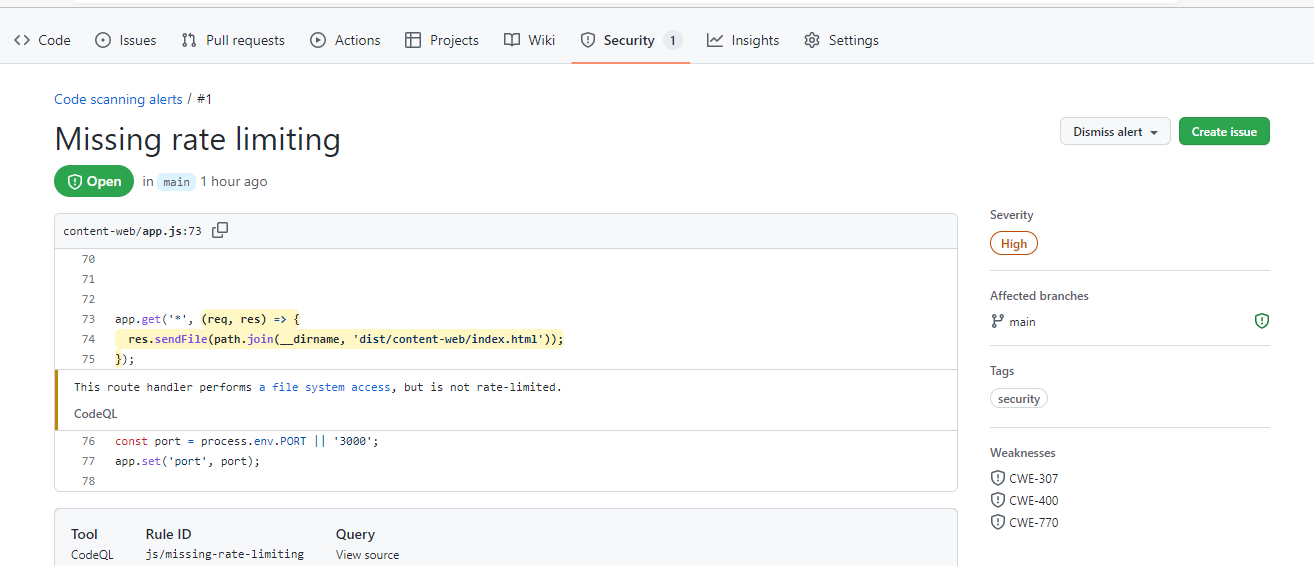 Code Issues Pull requests Actions Projects Wiki Security 1 Insights Settings
Code scanning alerts / #1
Missing rate limiting
Dismiss alert Create issue
Open in main 1 hour ago
Severity
High
content-web/app.js:73
70
71
72
73 app.get('*', (req, res) => {
74 res.sendFile(path.join(__dirname, 'dist/content-web/index.html'));
75 });
This route handler performs a file system access, but is not rate-limited.
CodeQL
76 const port = process.env.PORT || '3000';
77 app.set('port', port);
78
Affected branches
main
Tags
security
Weaknesses
CWE-307
CWE-400
CWE-770
Tool Rule ID Query
CodeQL js/missing-rate-limiting View source